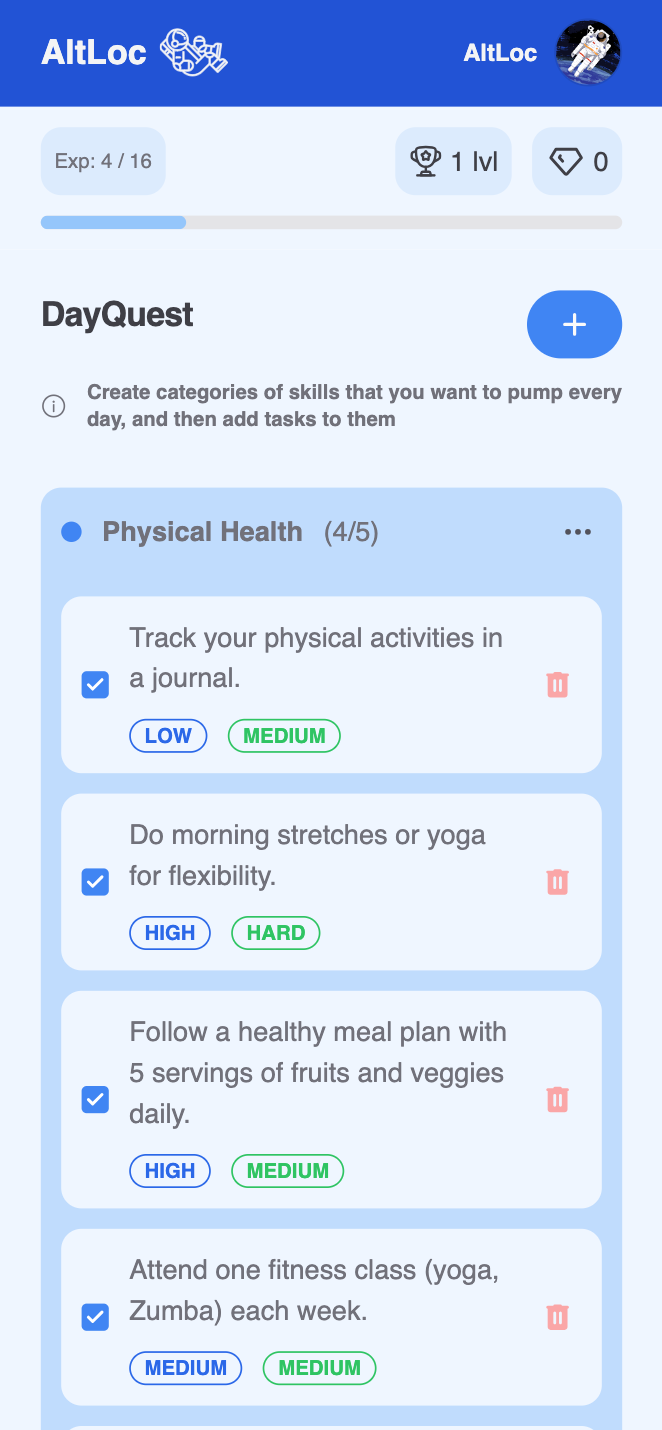 AltLoc
AltLoc
Exp: 4 / 16
1 lvl
0
DayQuest
+
Create categories of skills that you want to pump every
day, and then add tasks to them
Physical Health (4/5)
Track your physical activities in
a journal.
LOW MEDIUM
Do morning stretches or yoga
for flexibility.
HIGH HARD
Follow a healthy meal plan with
5 servings of fruits and veggies
daily.
HIGH MEDIUM
Attend one fitness class (yoga,
Zumba) each week.
MEDIUM MEDIUM